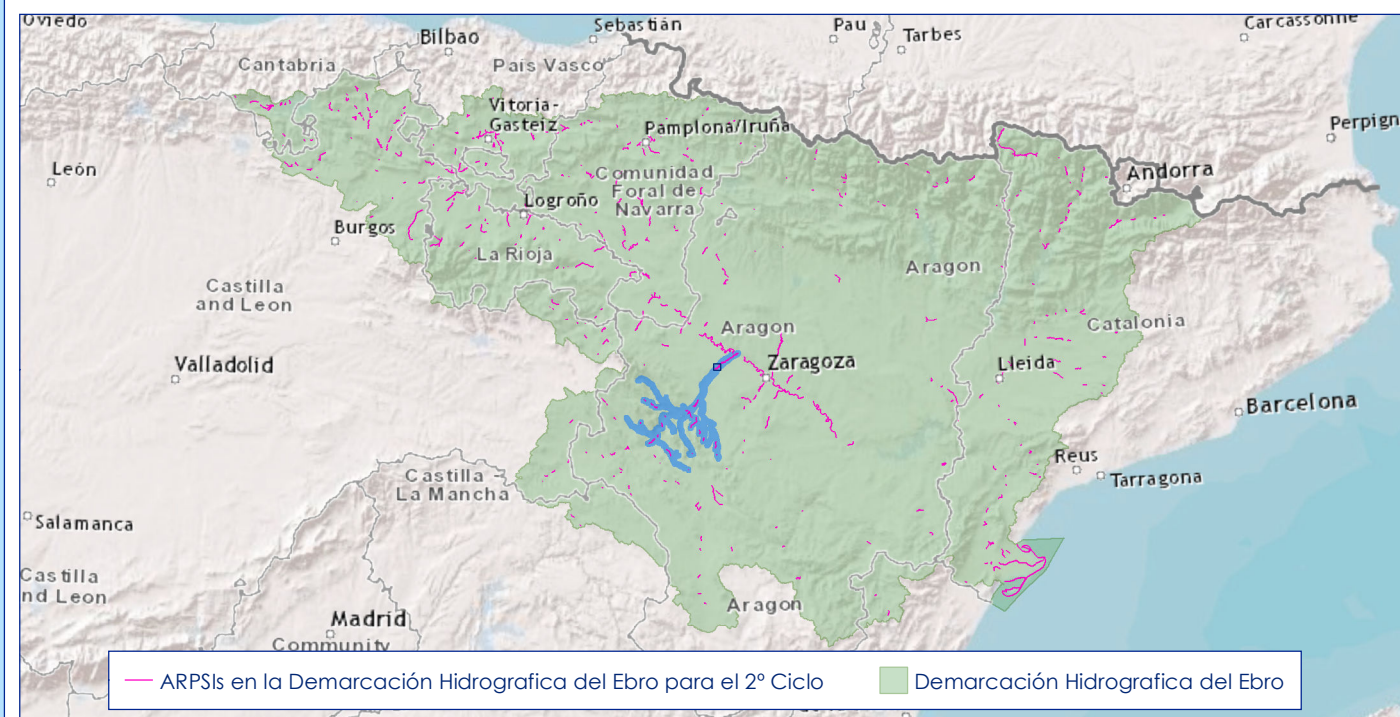 Oviedo
Sebastián
Pau
Carcassonne
Bilbao
Tarbes
Cantabria
País Vasco
Vitoria-
Gasteiz
Pamplona/Iruña
Perpign
León
Comunidad
Foral de
Navarra
Andorra
Logroño
Burgos
La Rioja
Aragon
Castilla
and Leon
Aragon
Catalonia
Valladolid
Zaragoza
Lleida
Barcelona
Castilla
La Mancha
Reus
Tarragona
Salamanca
Castilla
nd Leon
Aragon
Madrid
Community
ARPSIs en la Demarcación Hidrografica del Ebro para el 2º Ciclo
Demarcación Hidrografica del Ebro